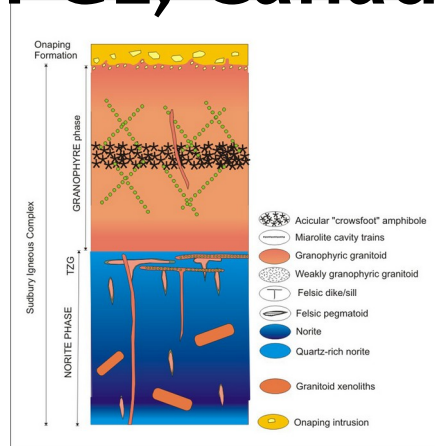 Onaping
Formation
Sudbury Igneous Complex
GRANOPHYRE phase
TZG
NORITE PHASE
Acicular "crowsfoot" amphibole
Miarolite cavity trains
Granophyric granitoid
Weakly granophyric granitoid
Felsic dike/sill
Felsic pegmatoid
Norite
Quartz-rich norite
Granitoid xenoliths
Onaping intrusion